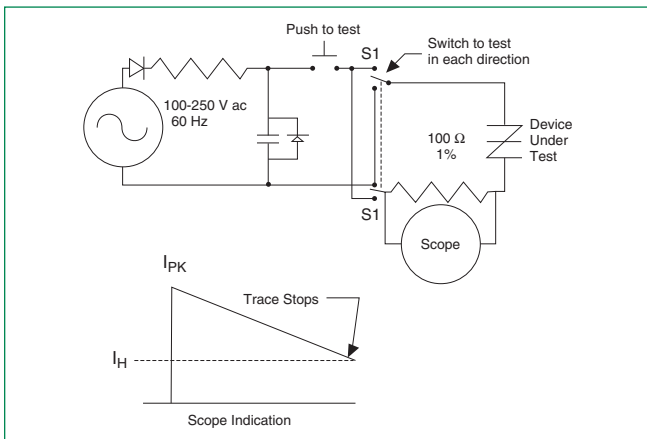 Push to test
S1
Switch to test
in each direction
100-250 V ac
60 Hz
100 Ω
1%
Device
Under
Test
S1
Scope
IPK
Trace Stops
IH
Scope Indication